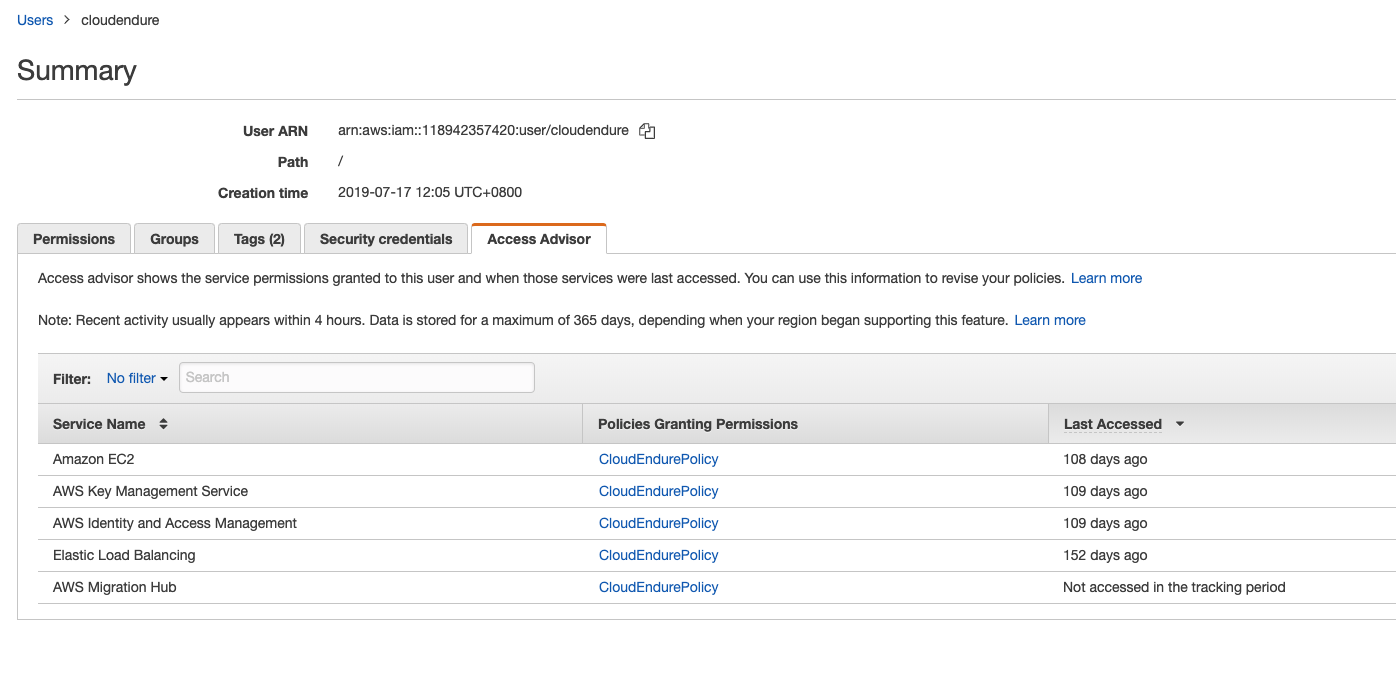 Users > cloudendure
Summary
User ARN arn:aws:iam::118942357420:user/cloudendure
Path /
Creation time 2019-07-17 12:05 UTC+0800
Permissions Groups Tags (2) Security credentials Access Advisor
Access advisor shows the service permissions granted to this user and when those services were last accessed. You can use this information to revise your policies. Learn more
Note: Recent activity usually appears within 4 hours. Data is stored for a maximum of 365 days, depending when your region began supporting this feature. Learn more
Filter: No filter Search
Service Name Policies Granting Permissions Last Accessed
Amazon EC2 CloudEndurePolicy 108 days ago
AWS Key Management Service CloudEndurePolicy 109 days ago
AWS Identity and Access Management CloudEndurePolicy 109 days ago
Elastic Load Balancing CloudEndurePolicy 152 days ago
AWS Migration Hub CloudEndurePolicy Not accessed in the tracking period